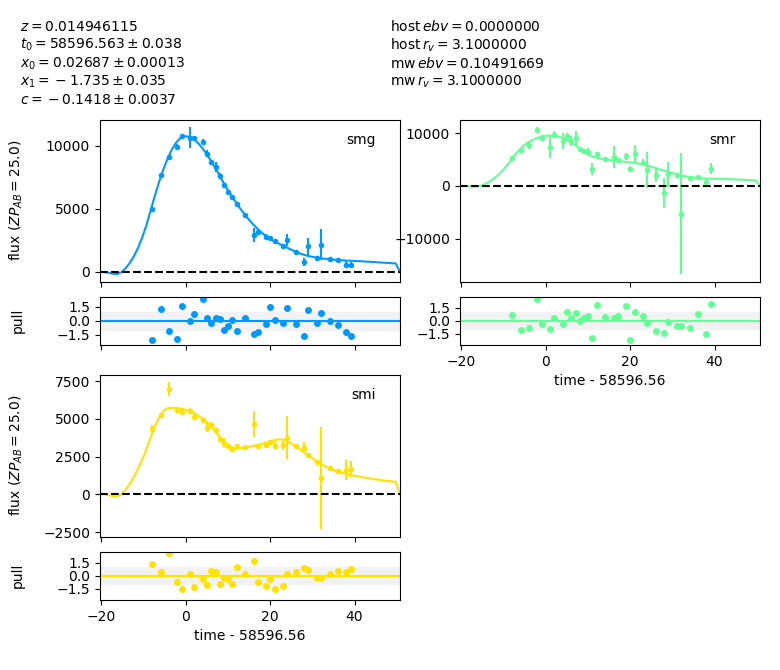 z = 0.014946115
t₀ = 58596.563 ± 0.038
x₀ = 0.02687 ± 0.00013
x₁ = −1.735 ± 0.035
c = −0.1418 ± 0.0037
host ebv = 0.0000000
host r_v = 3.1000000
mw ebv = 0.10491669
mw r_v = 3.1000000
flux (ZP_AB = 25.0)
10000
5000
0
smg
10000
0
−10000
smr
pull
1.5
0.0
−1.5
1.5
0.0
−1.5
−20
0
20
40
time - 58596.56
flux (ZP_AB = 25.0)
7500
5000
2500
0
−2500
smi
pull
1.5
0.0
−1.5
−20
0
20
40
time - 58596.56